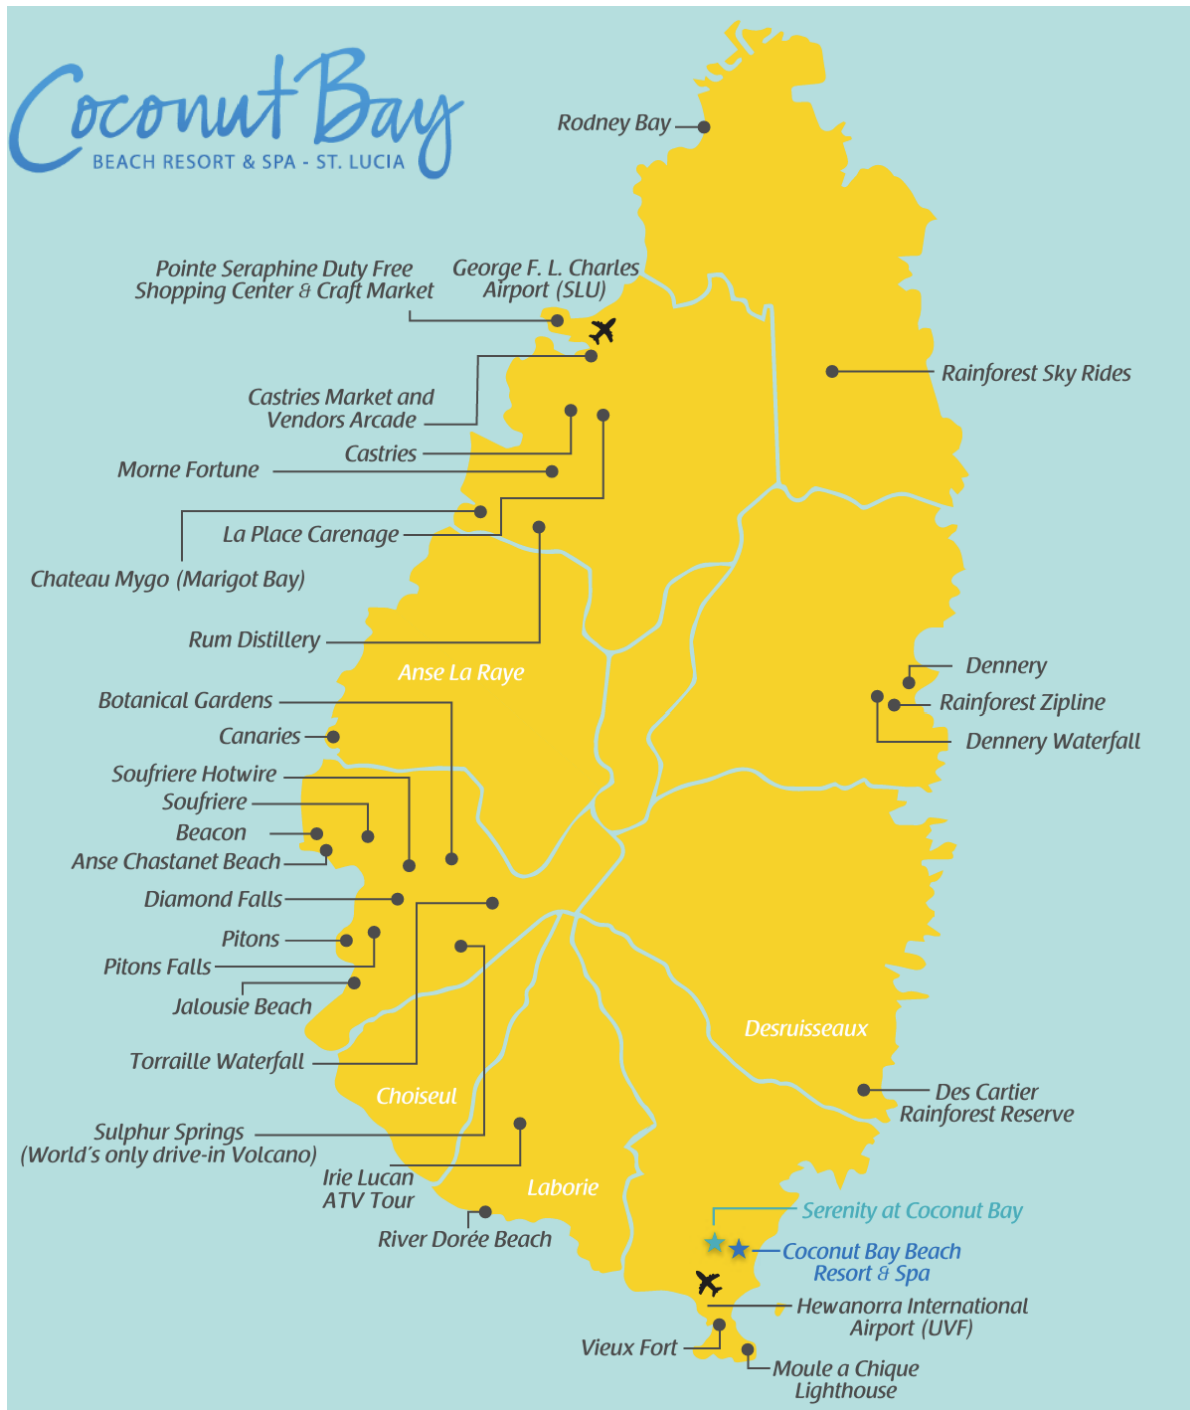 Coconut Bay
BEACH RESORT & SPA - ST. LUCIA
Rodney Bay
Pointe Seraphine Duty Free
Shopping Center & Craft Market
George F. L. Charles
Airport (SLU)
Castries Market and
Vendors Arcade
Rainforest Sky Rides
Castries
Morne Fortune
La Place Carenage
Chateau Mygo (Marigot Bay)
Rum Distillery
Anse La Raye
Dennery
Rainforest Zipline
Dennery Waterfall
Botanical Gardens
Canaries
Soufriere Hotwire
Soufriere
Beacon
Anse Chastanet Beach
Diamond Falls
Pitons
Pitons Falls
Jalousie Beach
Torraille Waterfall
Desruisseaux
Choiseul
Des Cartier
Rainforest Reserve
Sulphur Springs
(World's only drive-in Volcano)
Irie Lucan
ATV Tour
Laborie
River Dorée Beach
Serenity at Coconut Bay
Coconut Bay Beach
Resort & Spa
Hewanorra International
Airport (UVF)
Vieux Fort
Moule a Chique
Lighthouse